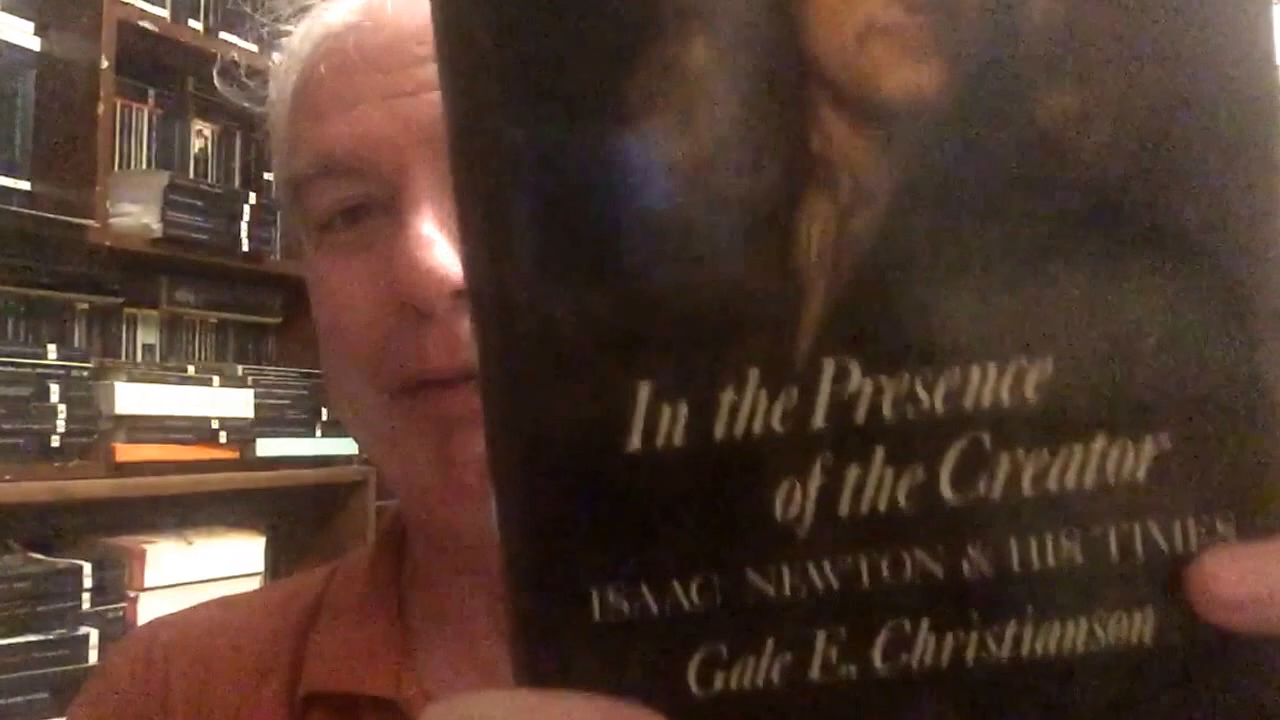 In the Presence
of the Creator
ISAAC NEWTON & HIS TIMES
Gale E. Christianson